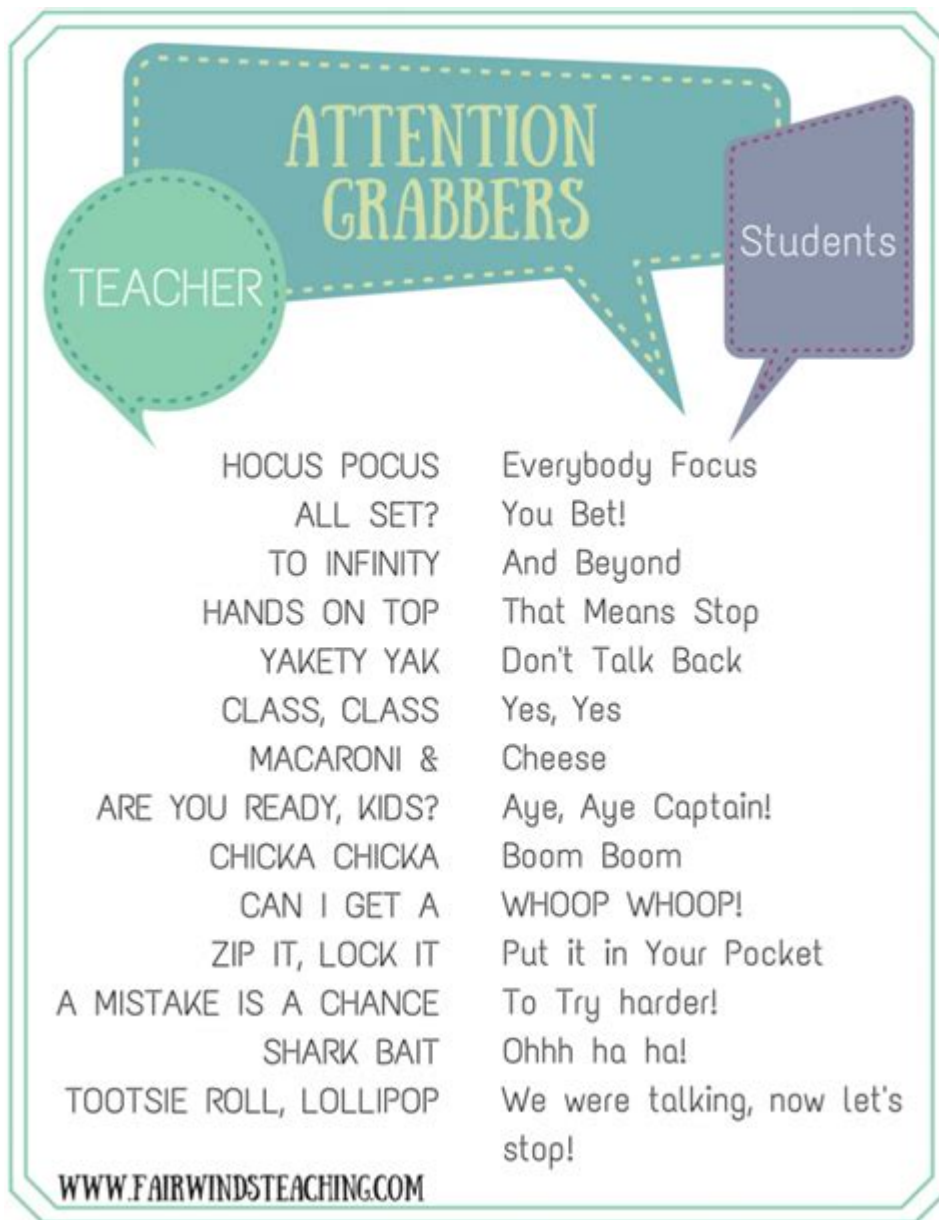 ATTENTION
GRABBERS
TEACHER
Students
HOCUS POCUS Everybody Focus
ALL SET? You Bet!
TO INFINITY And Beyond
HANDS ON TOP That Means Stop
YAKETY YAK Don't Talk Back
CLASS, CLASS Yes, Yes
MACARONI & Cheese
ARE YOU READY, KIDS? Aye, Aye Captain!
CHICKA CHICKA Boom Boom
CAN I GET A WHOOP WHOOP!
ZIP IT, LOCK IT Put it in Your Pocket
A MISTAKE IS A CHANCE To Try harder!
SHARK BAIT Ohhh ha ha!
TOOTSIE ROLL, LOLLIPOP We were talking, now let's
stop!
WWW.FAIRWINDSTEACHING.COM